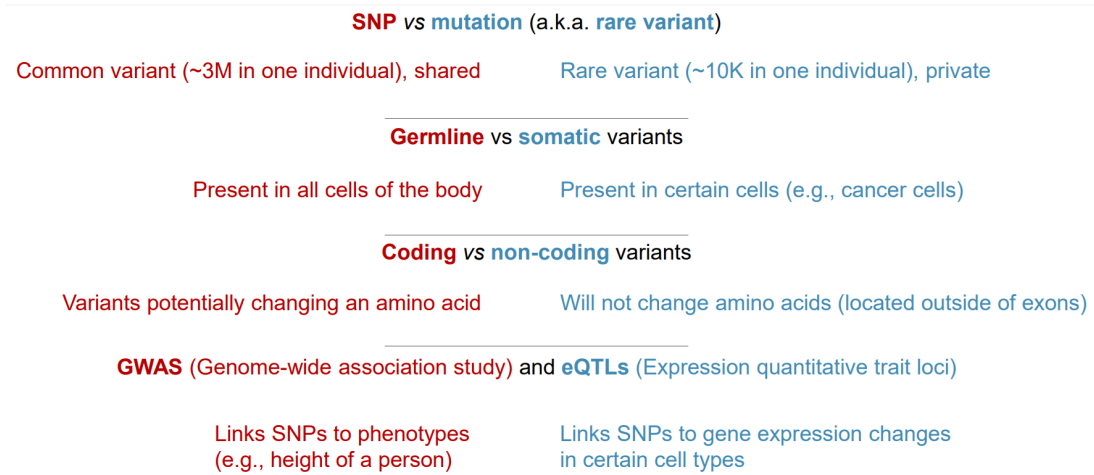 SNP vs mutation (a.k.a. rare variant)
Common variant (~3M in one individual), shared
Rare variant (~10K in one individual), private
Germline vs somatic variants
Present in all cells of the body
Present in certain cells (e.g., cancer cells)
Coding vs non-coding variants
Variants potentially changing an amino acid
Will not change amino acids (located outside of exons)
GWAS (Genome-wide association study) and eQTLs (Expression quantitative trait loci)
Links SNPs to phenotypes
(e.g., height of a person)
Links SNPs to gene expression changes
in certain cell types